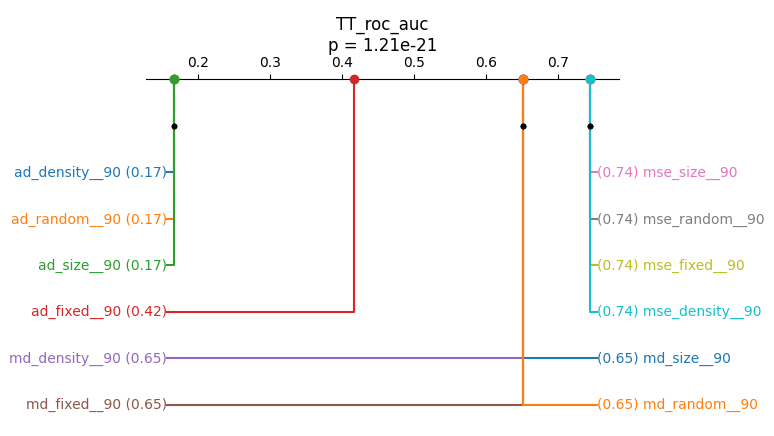 TT_roc_auc
p = 1.21e-21
0.2 0.3 0.4 0.5 0.6 0.7
ad_density__90 (0.17)
(0.74) mse_size__90
ad_random__90 (0.17)
(0.74) mse_random__90
ad_size__90 (0.17)
(0.74) mse_fixed__90
ad_fixed__90 (0.42)
(0.74) mse_density__90
md_density__90 (0.65)
(0.65) md_size__90
md_fixed__90 (0.65)
(0.65) md_random__90